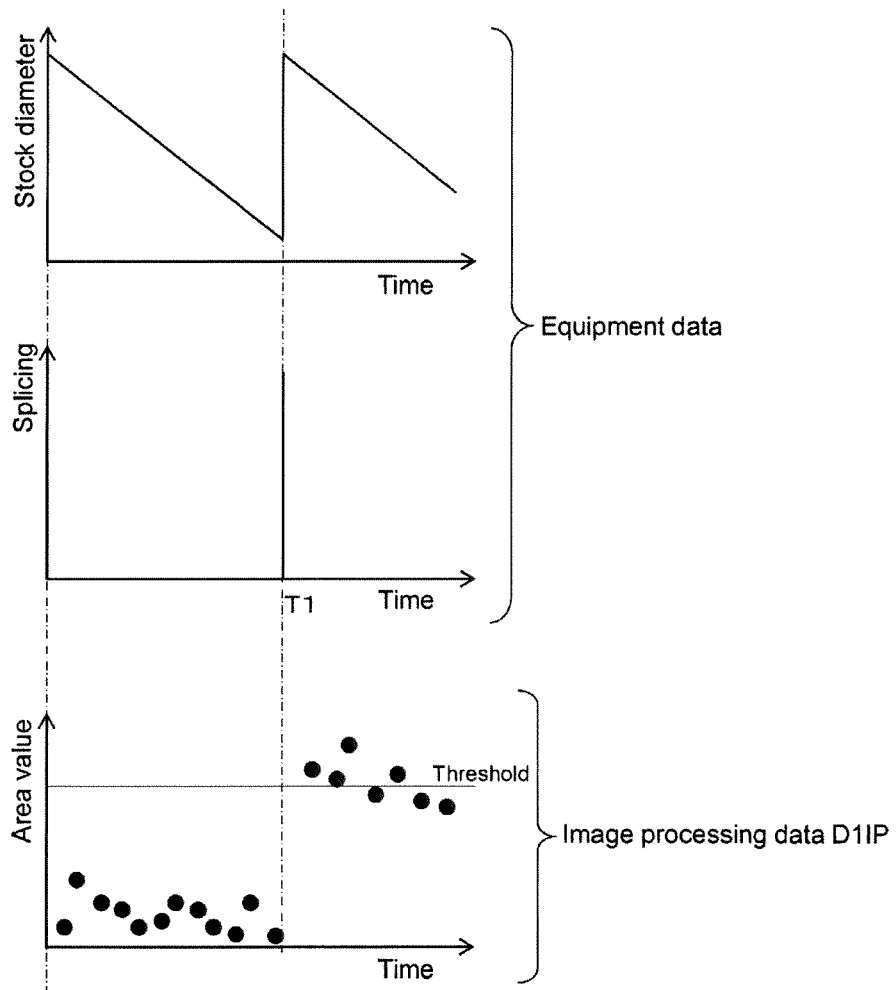 Stock diameter
Time
Equipment data
Splicing
T1
Time
Area value
Threshold
Image processing data D1IP
Time